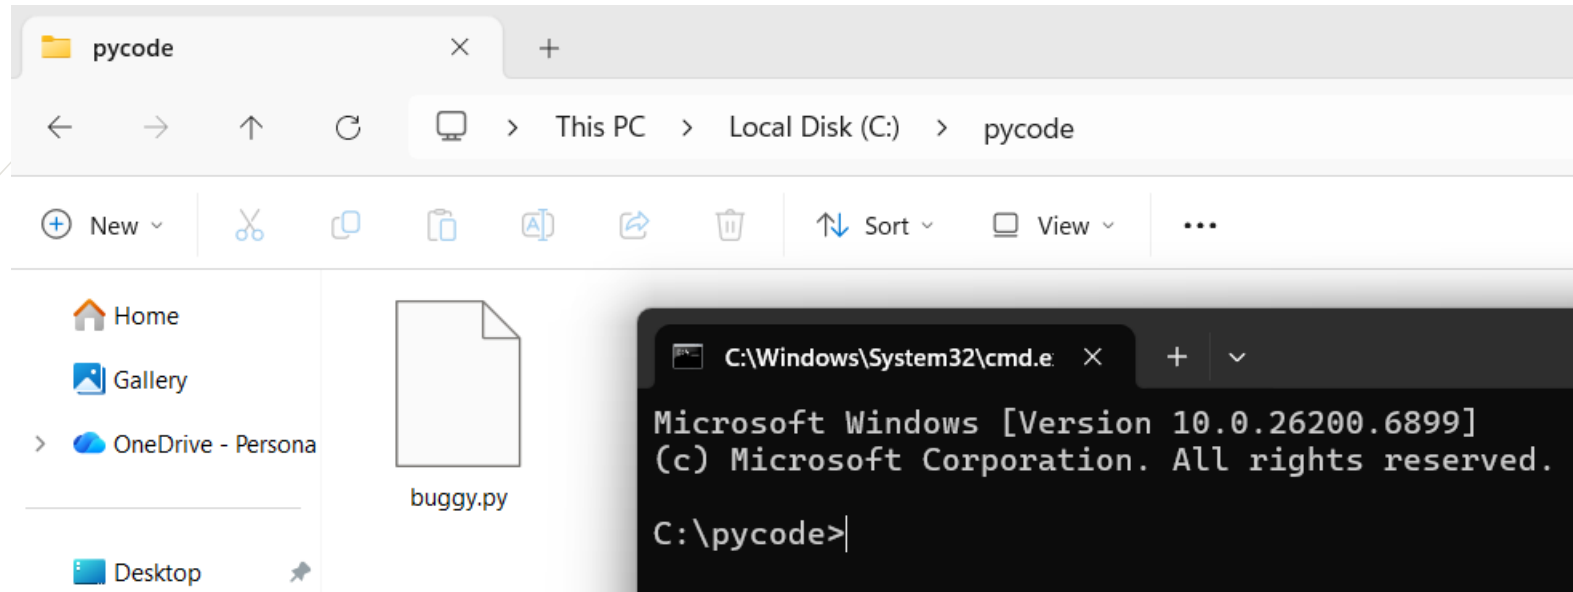 pycode
This PC > Local Disk (C:) > pycode
New
Sort
View
Home
Gallery
OneDrive - Persona
Desktop
buggy.py
C:\Windows\System32\cmd.e
Microsoft Windows [Version 10.0.26200.6899]
(c) Microsoft Corporation. All rights reserved.
C:\pycode>